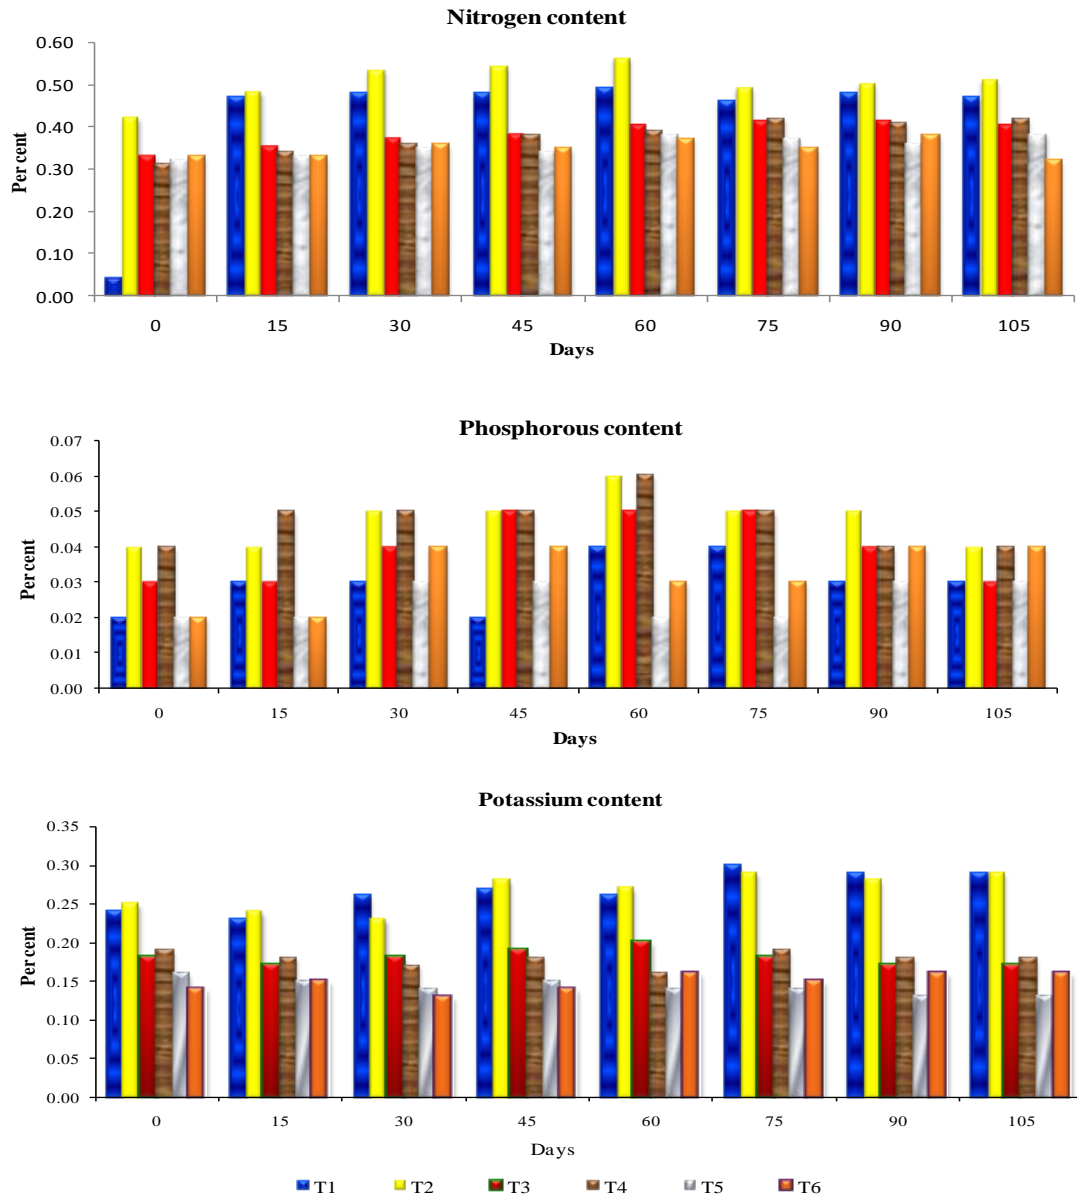 Nitrogen content
0.60
0.50
0.40
0.30
0.20
0.10
0.00
Per cent
0 15 30 45 60 75 90 105
Days
Phosphorous content
0.07
0.06
0.05
0.04
0.03
0.02
0.01
0.00
Per cent
0 15 30 45 60 75 90 105
Days
Potassium content
0.35
0.30
0.25
0.20
0.15
0.10
0.05
0.00
Per cent
0 15 30 45 60 75 90 105
Days
T1 T2 T3 T4 T5 T6